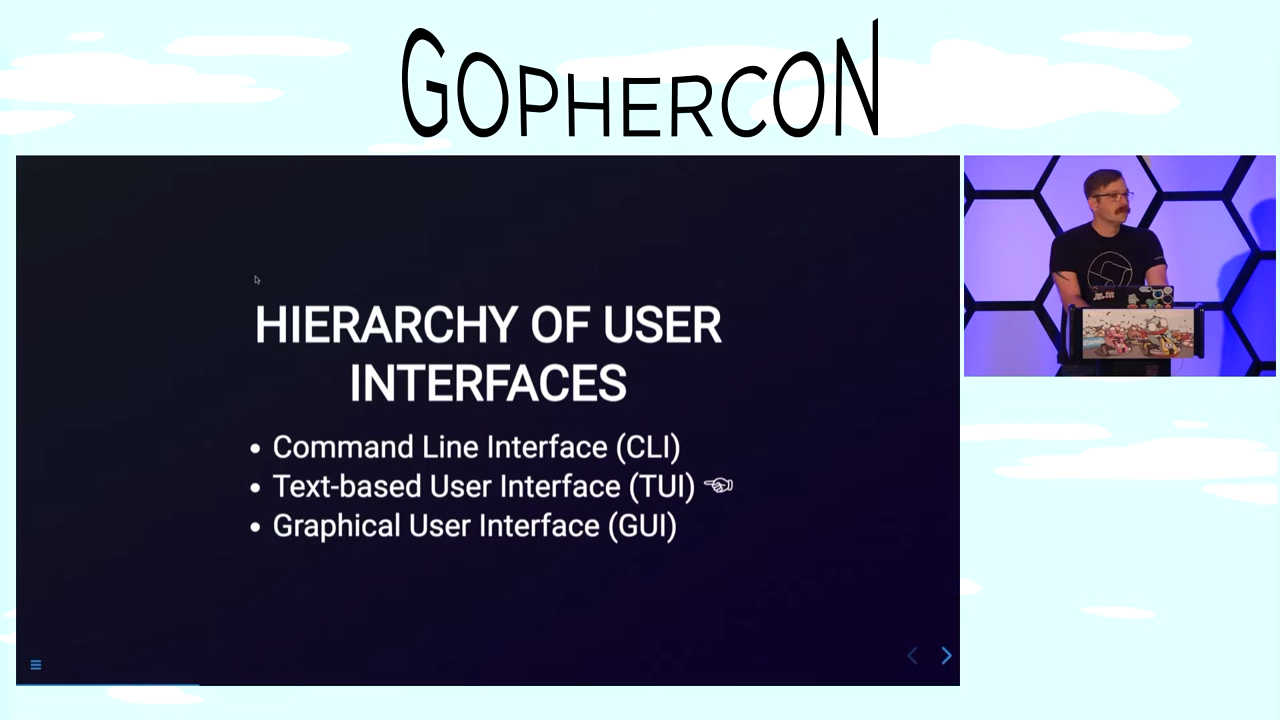 GOPHERCON
HIERARCHY OF USER
INTERFACES
• Command Line Interface (CLI)
• Text-based User Interface (TUI) ☜
• Graphical User Interface (GUI)